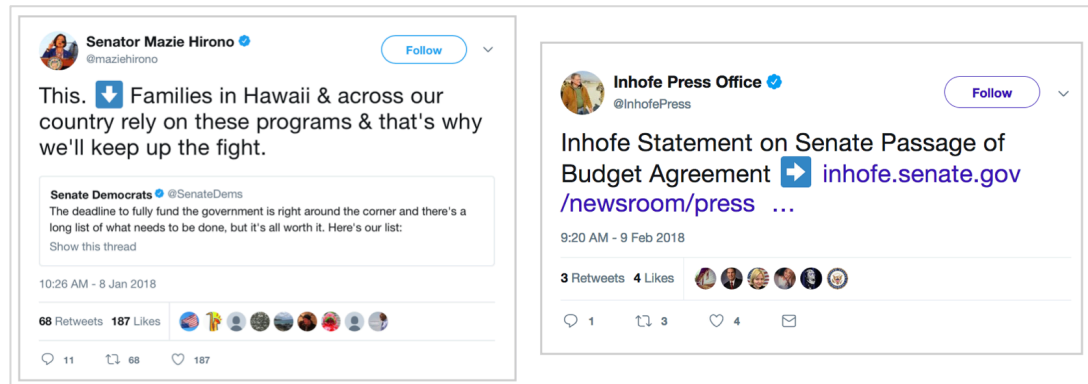 Senator Mazie Hirono
@maziehirono
Follow
This. ⬇️ Families in Hawaii & across our
country rely on these programs & that's why
we'll keep up the fight.
Senate Democrats @SenateDems
The deadline to fully fund the government is right around the corner and there's a
long list of what needs to be done, but it's all worth it. Here's our list:
Show this thread
10:26 AM - 8 Jan 2018
68 Retweets 187 Likes
11 68 187
Inhofe Press Office
@InhofePress
Follow
Inhofe Statement on Senate Passage of
Budget Agreement ➡️ inhofe.senate.gov
/newsroom/press ...
9:20 AM - 9 Feb 2018
3 Retweets 4 Likes
1 3 4